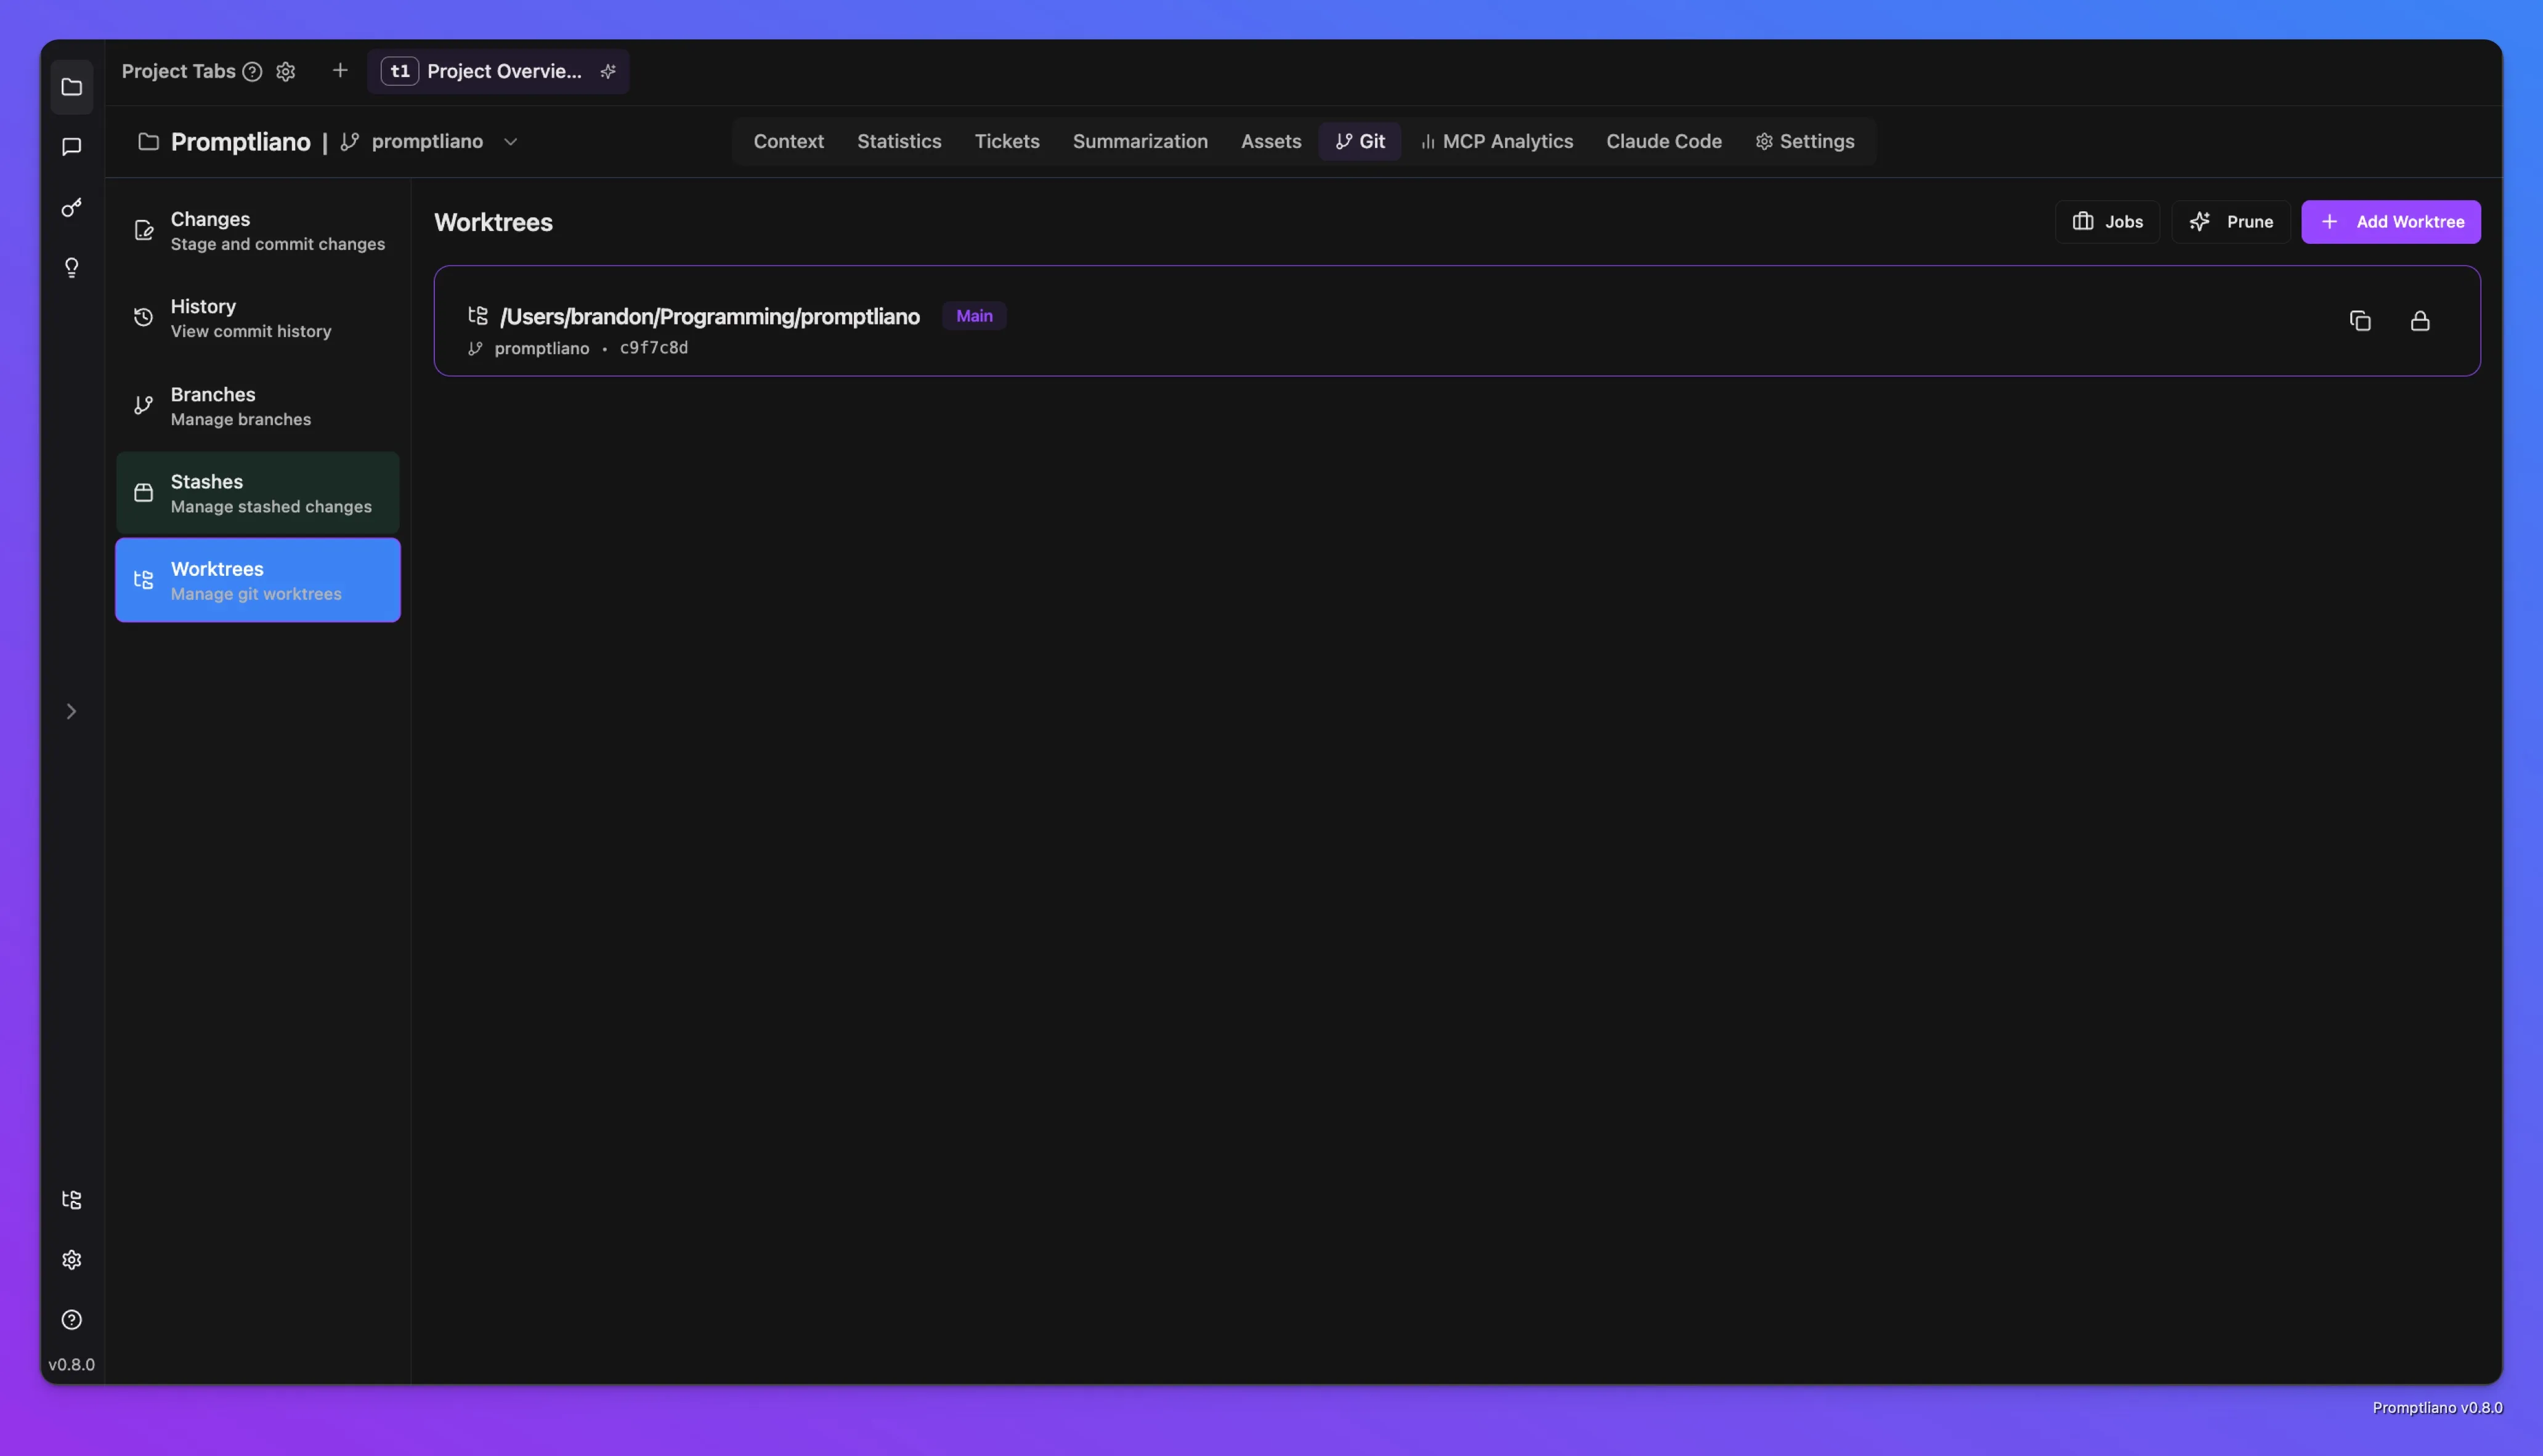 Project Tabs
t1 Project Overvie...
Promptliano | promptliano
Context Statistics Tickets Summarization Assets Git MCP Analytics Claude Code Settings
Changes
Stage and commit changes
History
View commit history
Branches
Manage branches
Stashes
Manage stashed changes
Worktrees
Manage git worktrees
Worktrees
Jobs
Prune
Add Worktree
/Users/brandon/Programming/promptliano Main
promptliano • c9f7c8d
v0.8.0
Promptliano v0.8.0